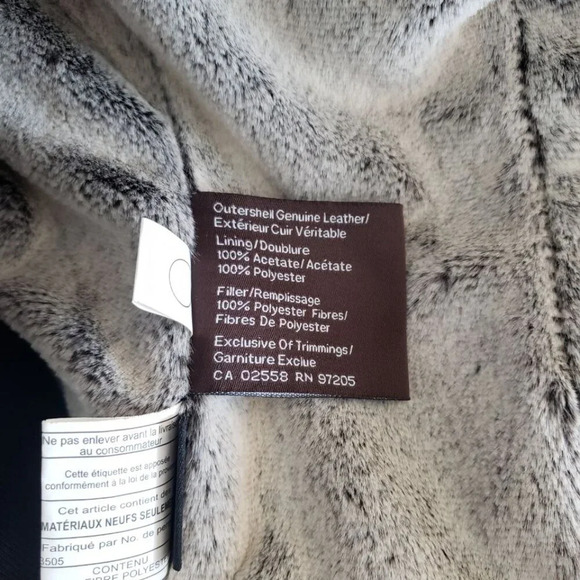 Outershell Genuine Leather/
Extérieur Cuir Véritable
Lining/Doublure
100% Acetate/Acétate
100% Polyester
Filler/Remplissage
100% Polyester Fibres/
Fibres De Polyester
Exclusive Of Trimmings/
Garniture Exclue
CA 02558 RN 97205
Ne pas enlever avant la
au consommateur
Cette étiquette est
conformément à la loi de la
Cet article contient
MATÉRIAUX NEUFS
Fabriqué par No. de
3505
CONTENU